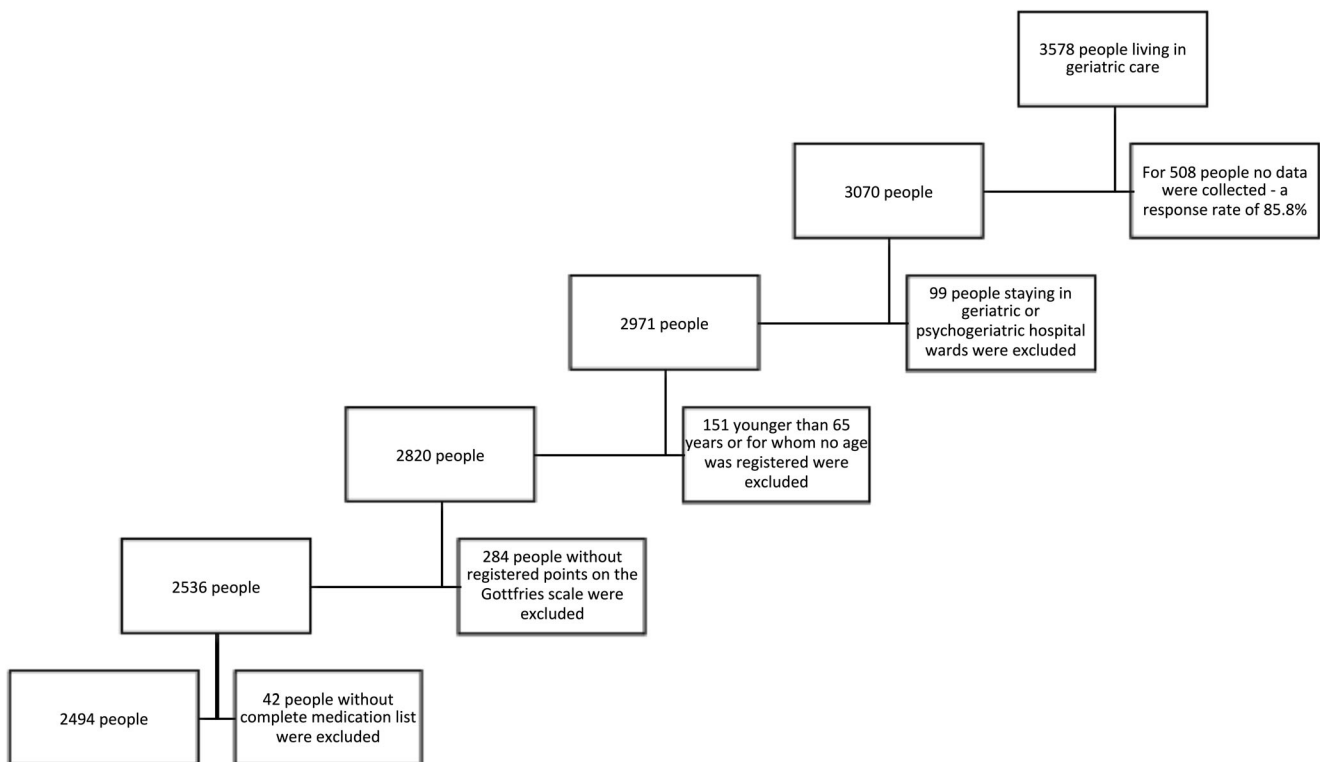 3578 people living in
geriatric care
For 508 people no data
were collected - a
response rate of 85.8%
3070 people
99 people staying in
geriatric or
psychogeriatric hospital
wards were excluded
2971 people
151 younger than 65
years or for whom no age
was registered were
excluded
2820 people
284 people without
registered points on the
Gottfries scale were
excluded
2536 people
42 people without
complete medication list
were excluded
2494 people